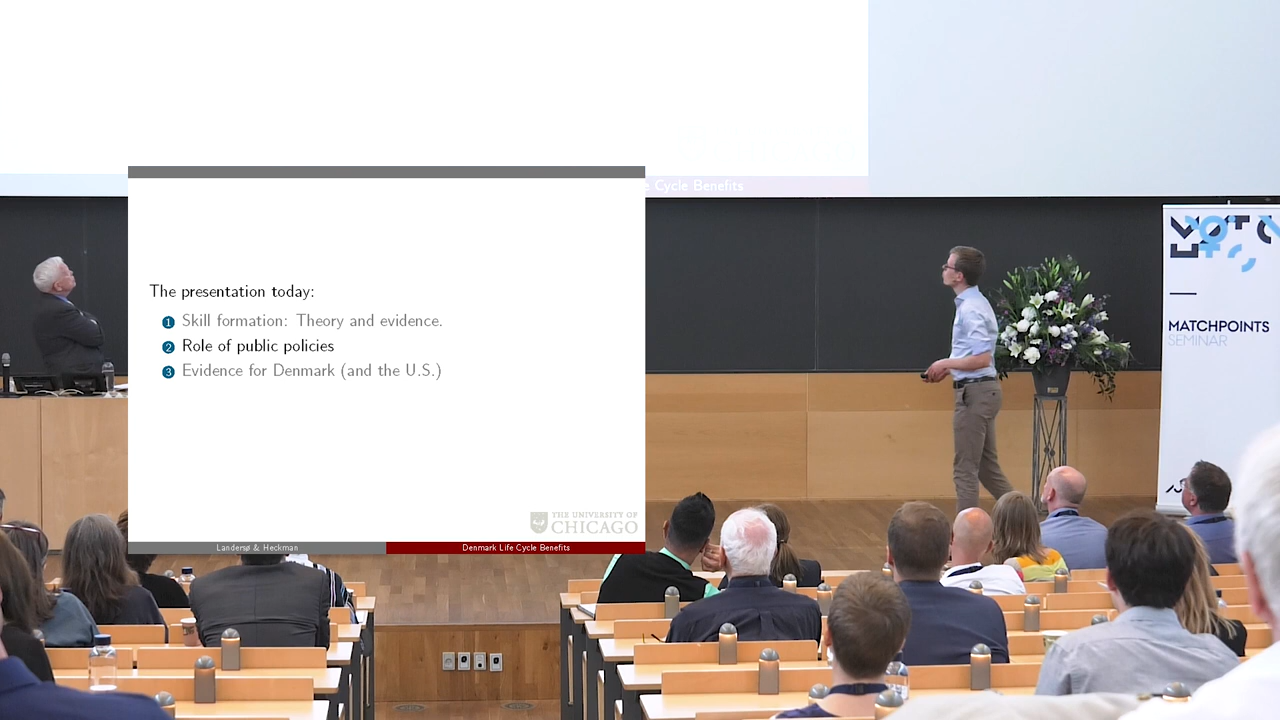 Cycle Benefits
The presentation today:
1 Skill formation: Theory and evidence.
2 Role of public policies
3 Evidence for Denmark (and the U.S.)
THE UNIVERSITY OF
CHICAGO
Landersø & Heckman
Denmark Life Cycle Benefits
MATCHPOINTS
SEMINAR